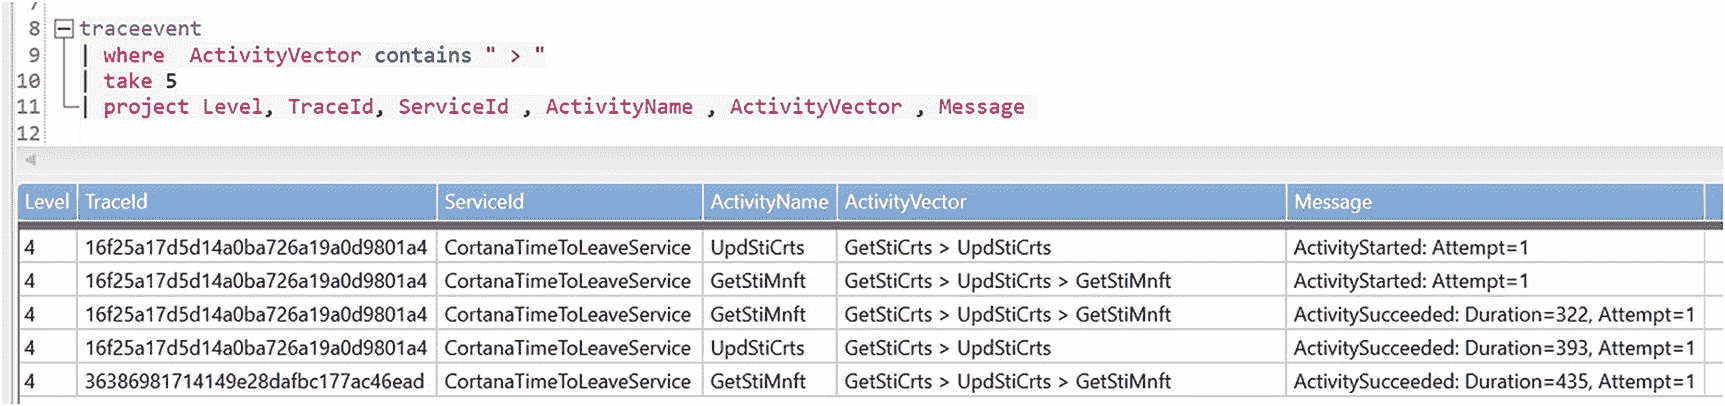 7
8 traceevent
9 | where ActivityVector contains " > "
10 | take 5
11 | project Level, TraceId, ServiceId , ActivityName , ActivityVector , Message
12
Level TraceId ServiceId ActivityName ActivityVector Message
4 16f25a17d5d14a0ba726a19a0d9801a4 CortanaTimeToLeaveService UpdStiCrts GetStiCrts > UpdStiCrts ActivityStarted: Attempt=1
4 16f25a17d5d14a0ba726a19a0d9801a4 CortanaTimeToLeaveService GetStiMnft GetStiCrts > UpdStiCrts > GetStiMnft ActivityStarted: Attempt=1
4 16f25a17d5d14a0ba726a19a0d9801a4 CortanaTimeToLeaveService GetStiMnft GetStiCrts > UpdStiCrts > GetStiMnft ActivitySucceeded: Duration=322, Attempt=1
4 16f25a17d5d14a0ba726a19a0d9801a4 CortanaTimeToLeaveService UpdStiCrts GetStiCrts > UpdStiCrts ActivitySucceeded: Duration=393, Attempt=1
4 36386981714149e28dafbc177ac46ead CortanaTimeToLeaveService GetStiMnft GetStiCrts > UpdStiCrts > GetStiMnft ActivitySucceeded: Duration=435, Attempt=1